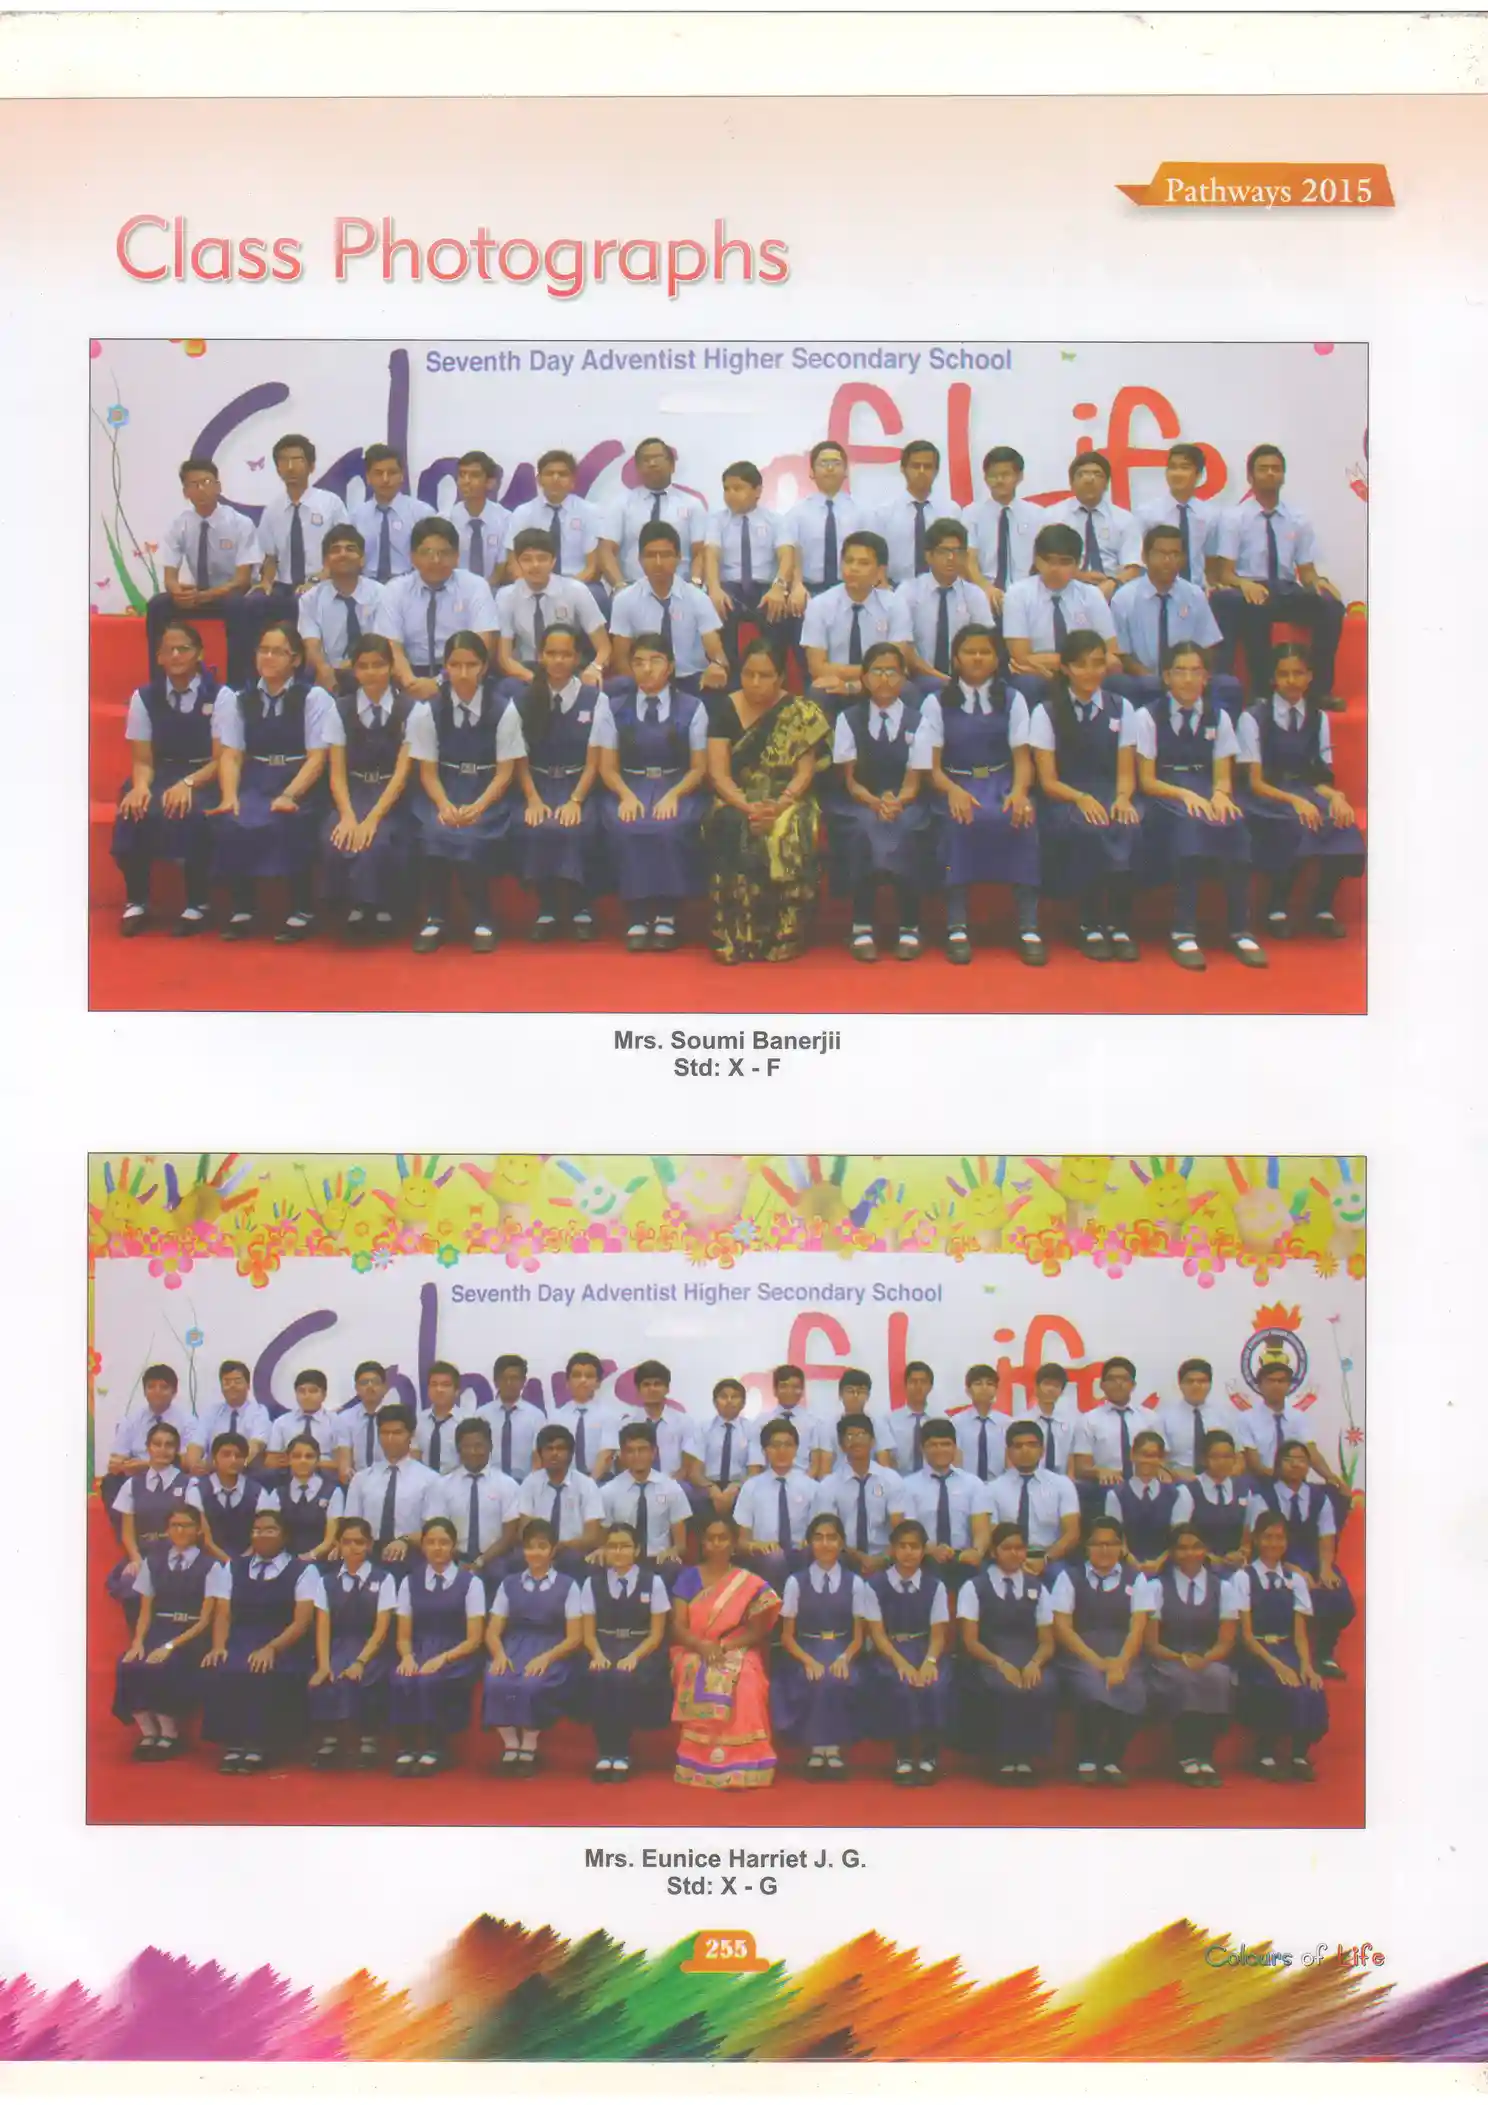 Pathways 2015
Class Photographs
Seventh Day Adventist Higher Secondary School
Colours of Life
Mrs. Soumi Banerjii
Std: X - F
Seventh Day Adventist Higher Secondary School
Colours of Life
Mrs. Eunice Harriet J. G.
Std: X - G
255
Colours of Life